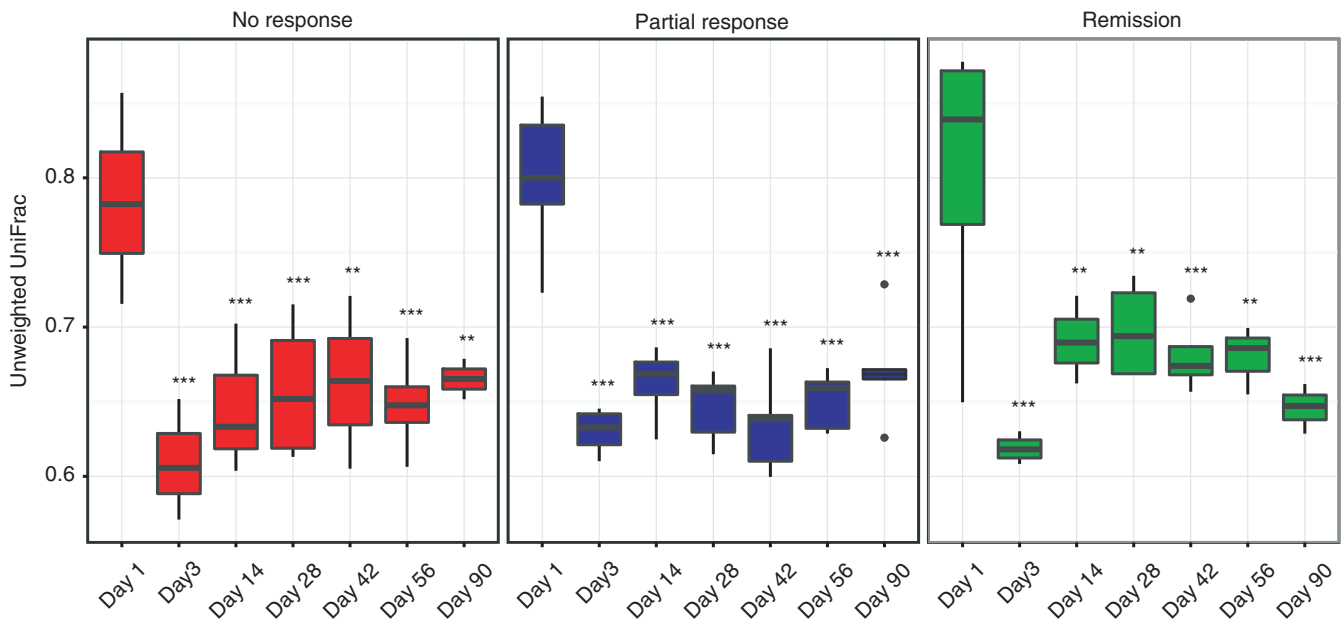 No response
Partial response
Remission
Unweighted UniFrac
0.8
0.7
0.6
***
***
***
**
***
**
***
***
***
***
***
***
***
**
**
***
**
***
Day 1
Day3
Day 14
Day 28
Day 42
Day 56
Day 90
Day 1
Day3
Day 14
Day 28
Day 42
Day 56
Day 90
Day 1
Day3
Day 14
Day 28
Day 42
Day 56
Day 90